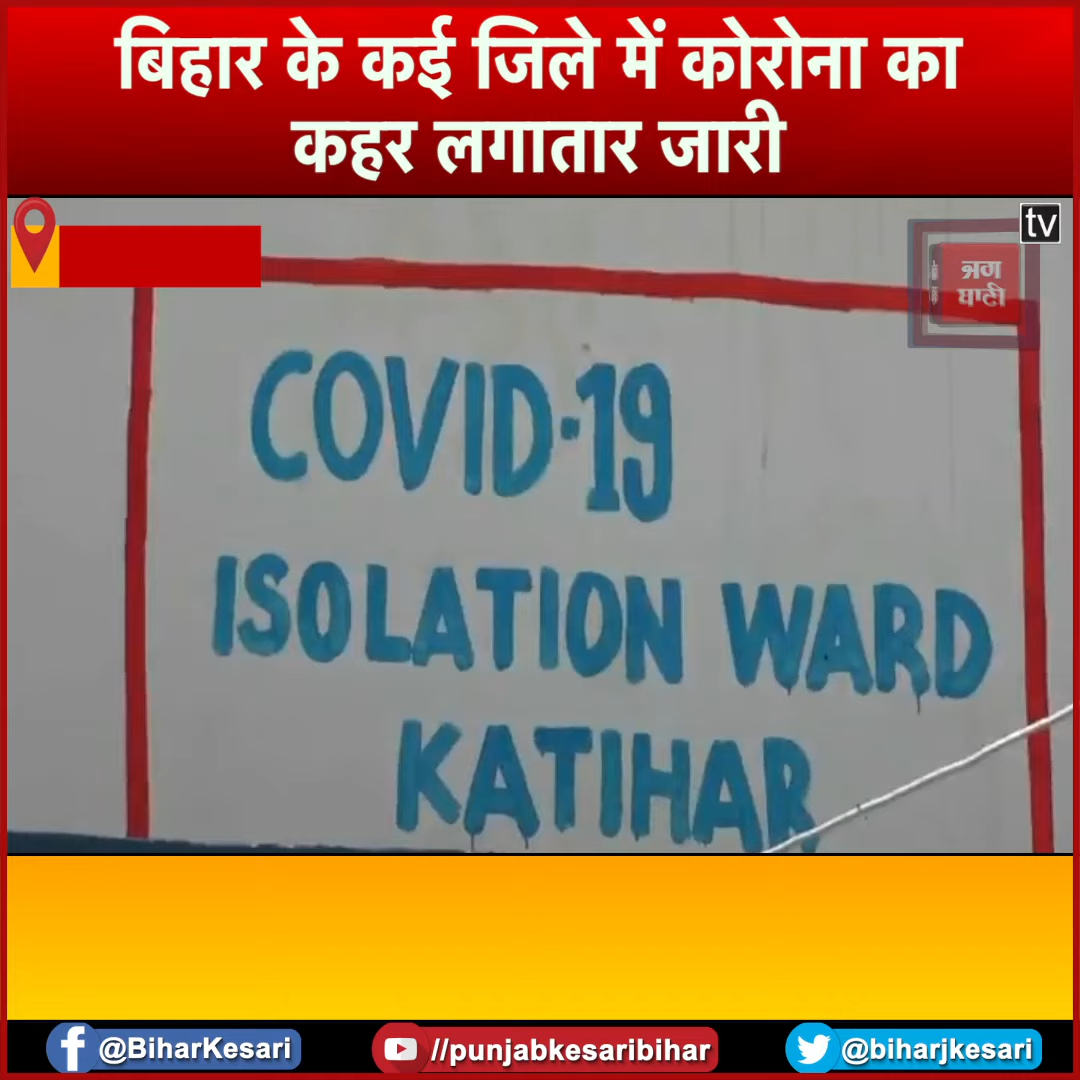 बिहार के कई जिले में कोरोना का
कहर लगातार जारी
tv
COVID-19
ISOLATION WARD
KATIHAR
@BiharKesari
//punjabkesaribihar
@biharjkesari